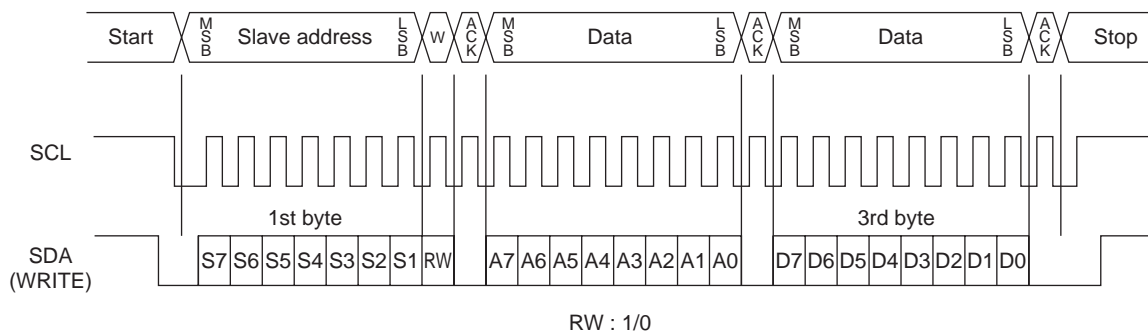 Start MSB Slave address LSB W ACK MSB Data LSB ACK MSB Data LSB ACK Stop
SCL
1st byte 3rd byte
SDA
(WRITE)
S7 S6 S5 S4 S3 S2 S1 RW A7 A6 A5 A4 A3 A2 A1 A0 D7 D6 D5 D4 D3 D2 D1 D0
RW : 1/0